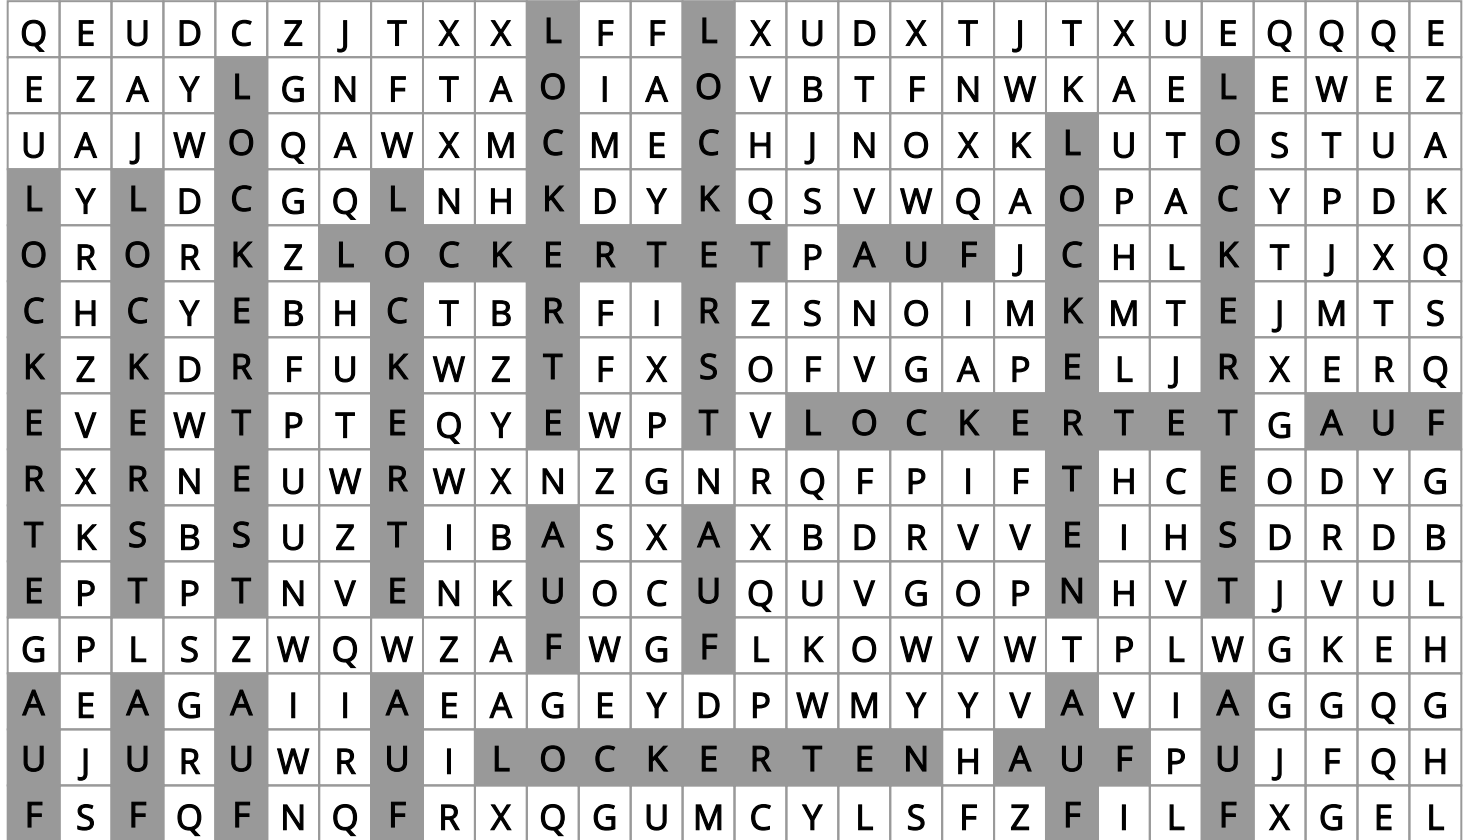 Q E U D C Z J T X X L F F L X U D X T J T X U E Q Q Q E
E Z A Y L G N F T A O I A O V B T F N W K A E L E W E Z
U A J W O Q A W X M C M E C H J N O X K L U T O S T U A
L Y L D C G Q L N H K D Y K Q S V W Q A O P A C Y P D K
O R O R K Z L O C K E R T E T P A U F J C H L K T J X Q
C H C Y E B H C T B R F I R Z S N O I M K M T E J M T S
K Z K D R F U K W Z T F X S O F V G A P E L J R X E R Q
E V E W T P T E Q Y E W P T V L O C K E R T E T G A U F
R X R N E U W R W X N Z G N R Q F P I F T H C E O D Y G
T K S B S U Z T I B A S X A X B D R V V E I H S D R D B
E P T P T N V E N K U O C U Q U V G O P N H V T J V U L
G P L S Z W Q W Z A F W G F L K O W V W T P L W G K E H
A E A G A I I A E A G E Y D P W M Y Y V A V I A G G Q G
U J U R U W R U I L O C K E R T E N H A U F P U J F Q H
F S F Q F N Q F R X Q G U M C Y L S F Z F I L F X G E L